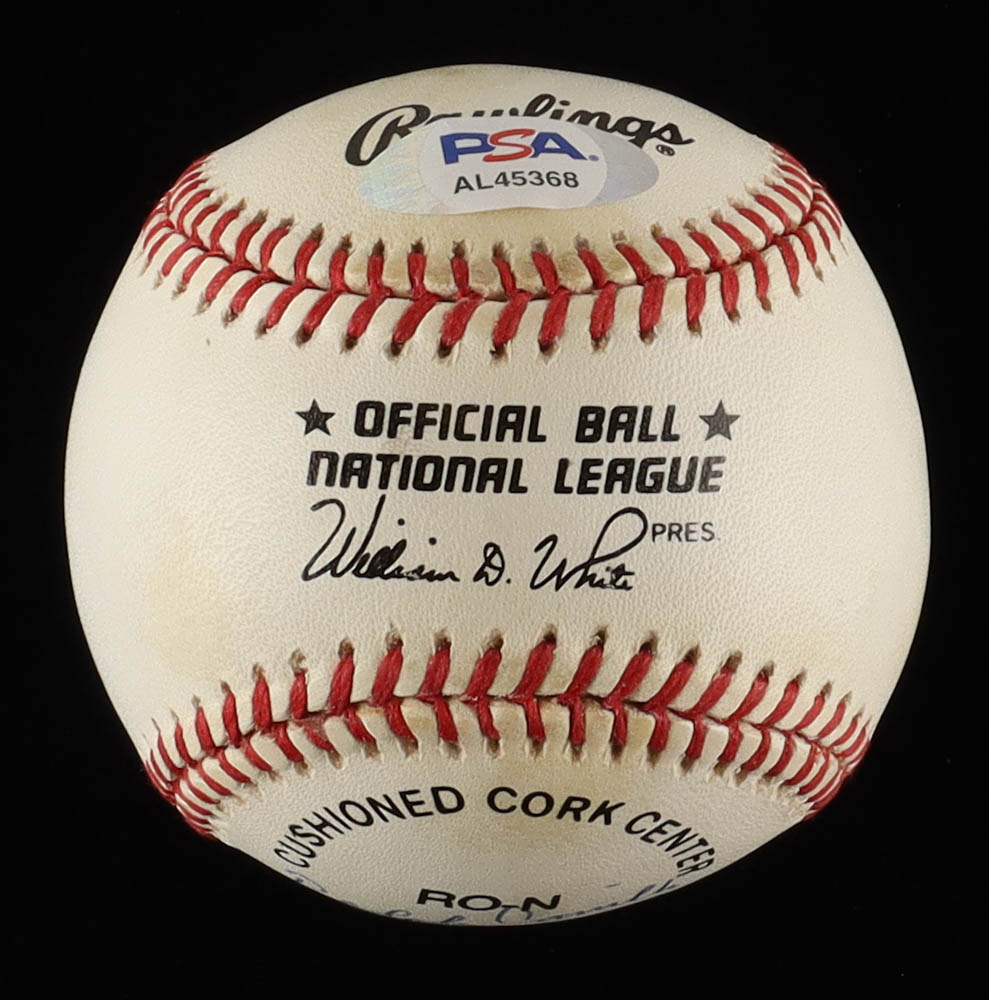 Rawlings®
PSA®
AL45368
★ OFFICIAL BALL ★
NATIONAL LEAGUE
William D. White PRES.
CUSHIONED CORK CENTER
RO-N